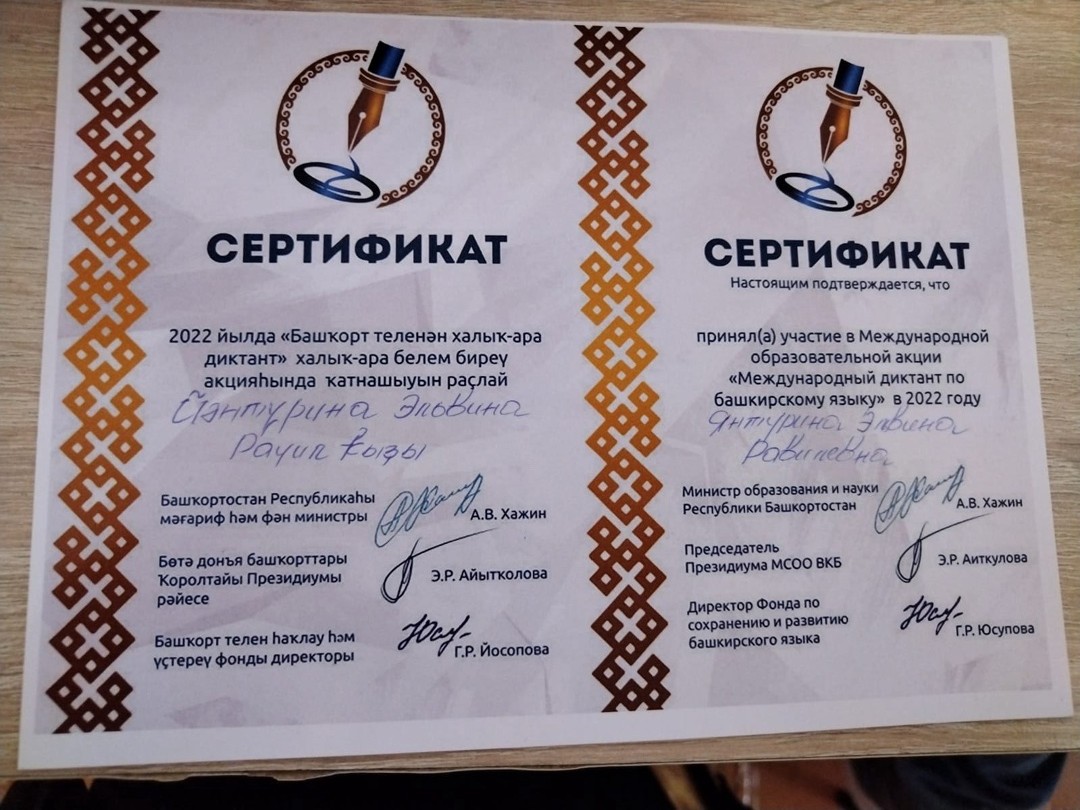 СЕРТИФИКАТ
2022 йылда «Башҡорт теленән халыҡ-ара
диктант» халыҡ-ара белем биреү
акцияһында ҡатнашыуын раҫлай
Йәнтурина Эльвина
Рауил ҡыҙы
Башҡортостан Республикаһы
мәғариф һәм фән министры
А.В. Хажин
Бөтә донъя башҡорттары
Ҡоролтайы Президиумы
рәйесе
Э.Р. Айытҡолова
Башҡорт телен һаҡлау һәм
үҫтереү фонды директоры
Г.Р. Йосопова
СЕРТИФИКАТ
Настоящим подтверждается, что
принял(а) участие в Международной
образовательной акции
«Международный диктант по
башкирскому языку» в 2022 году
Янтурина Элвина
Равилевна
Министр образования и науки
Республики Башкортостан
А.В. Хажин
Председатель
Президиума МСОО ВКБ
Э.Р. Аиткулова
Директор Фонда по
сохранению и развитию
башкирского языка
Г.Р. Юсупова